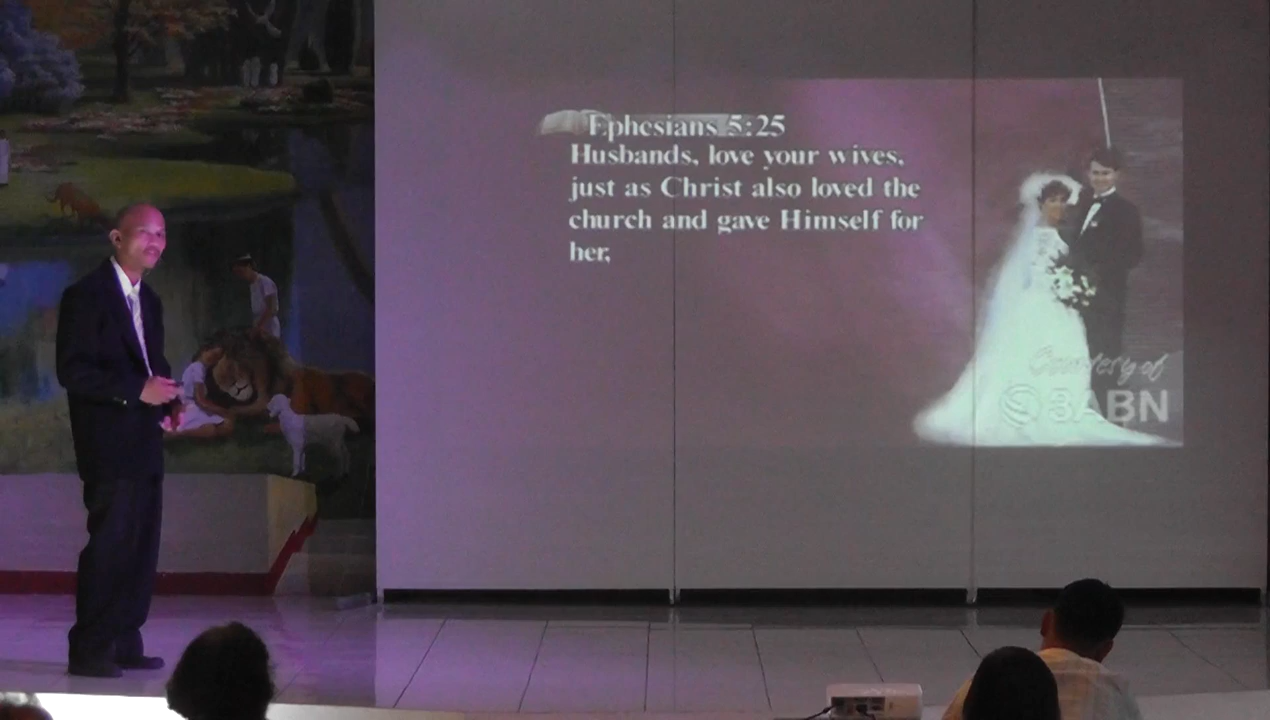 Ephesians 5:25
Husbands, love your wives,
just as Christ also loved the
church and gave Himself for
her;
Courtesy of
3ABN